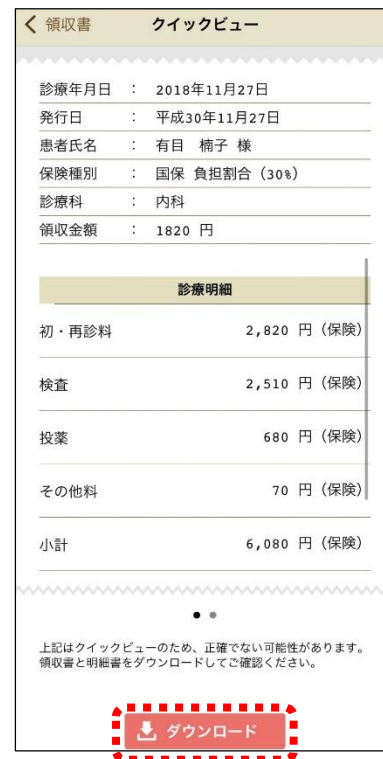 領収書 クイックビュー
診療年月日 : 2018年11月27日
発行日 : 平成30年11月27日
患者氏名 : 有目 楠子 様
保険種別 : 国保 負担割合（30%）
診療科 : 内科
領収金額 : 1820 円
診療明細
初・再診料 2,820 円（保険）
検査 2,510 円（保険）
投薬 680 円（保険）
その他料 70 円（保険）
小計 6,080 円（保険）
上記はクイックビューのため、正確でない可能性があります。
領収書と明細書をダウンロードしてご確認ください。
ダウンロード